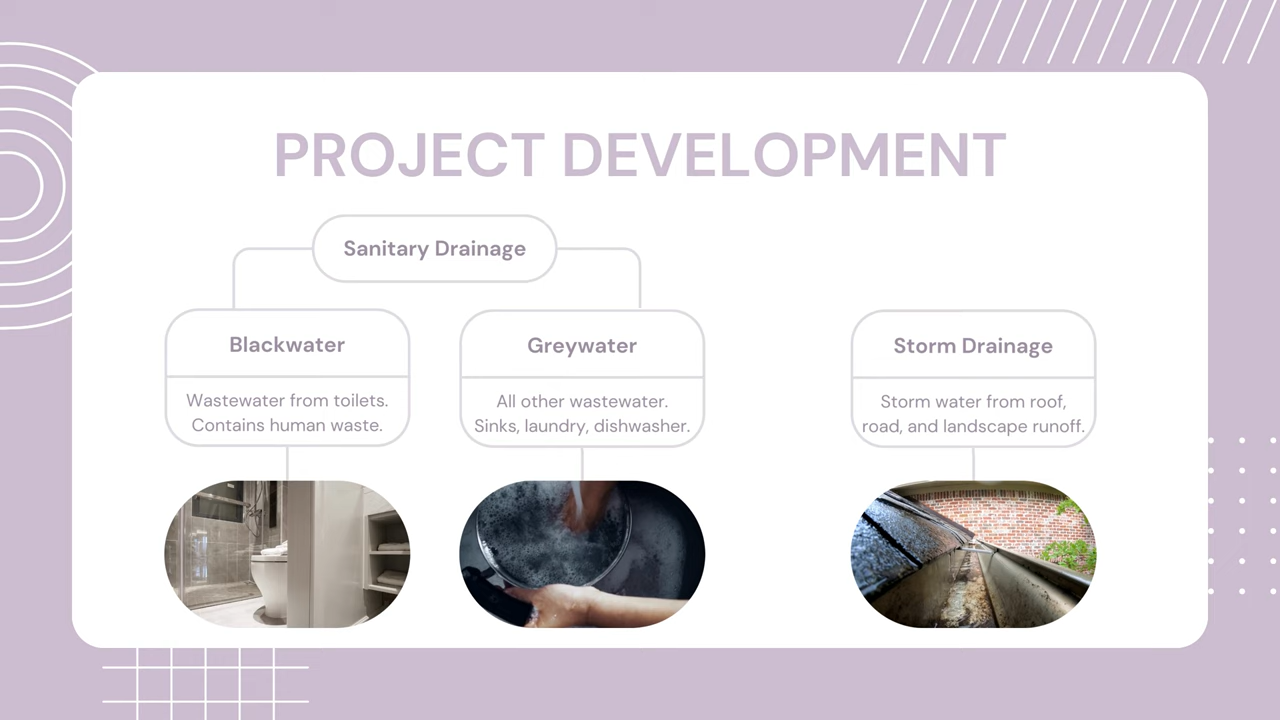 PROJECT DEVELOPMENT
Sanitary Drainage
Blackwater
Wastewater from toilets.
Contains human waste.
Greywater
All other wastewater.
Sinks, laundry, dishwasher.
Storm Drainage
Storm water from roof,
road, and landscape runoff.